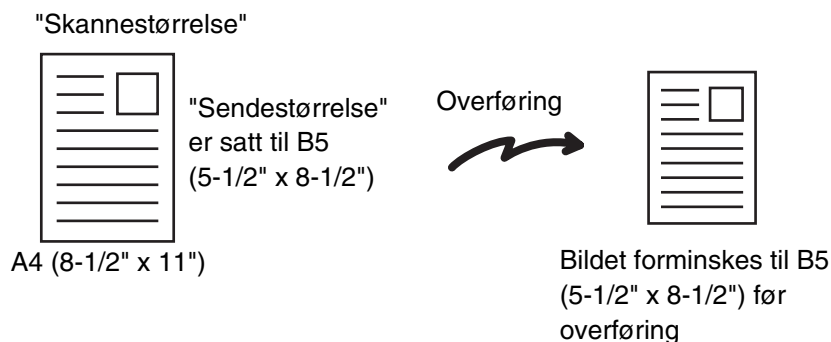 "Skannestørrelse"
"Sendestørrelse"
er satt til B5
(5-1/2" x 8-1/2")
A4 (8-1/2" x 11")
Overføring
Bildet forminskes til B5
(5-1/2" x 8-1/2") før
overføring